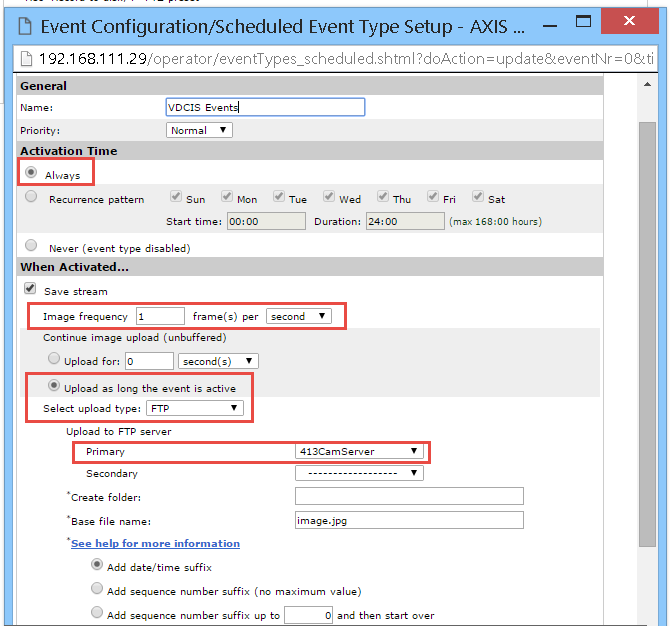 Event Configuration/Scheduled Event Type Setup - AXIS ...
192.168.111.29/operator/eventTypes_scheduled.shtml?doAction=update&eventNr=0&ti
General
Name: VDCIS Events
Priority: Normal
Activation Time
Always
Recurrence pattern Sun Mon Tue Wed Thu Fri Sat
Start time: 00:00 Duration: 24:00 (max 168:00 hours)
Never (event type disabled)
When Activated...
Save stream
Image frequency 1 frame(s) per second
Continue image upload (unbuffered)
Upload for: 0 second(s)
Upload as long the event is active
Select upload type: FTP
Upload to FTP server
Primary 413CamServer
Secondary -------------------
*Create folder:
*Base file name: image.jpg
*See help for more information
Add date/time suffix
Add sequence number suffix (no maximum value)
Add sequence number suffix up to 0 and then start over